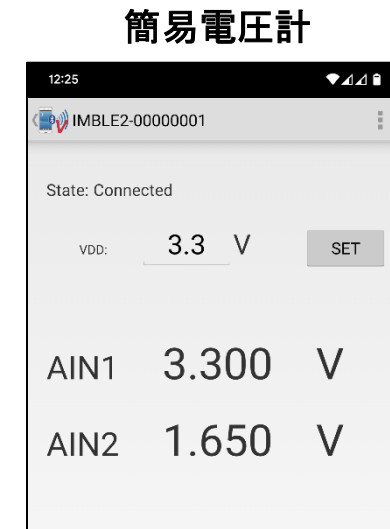 簡易電圧計
12:25
IMBLE2-00000001
State: Connected
VDD: 3.3 V SET
AIN1 3.300 V
AIN2 1.650 V